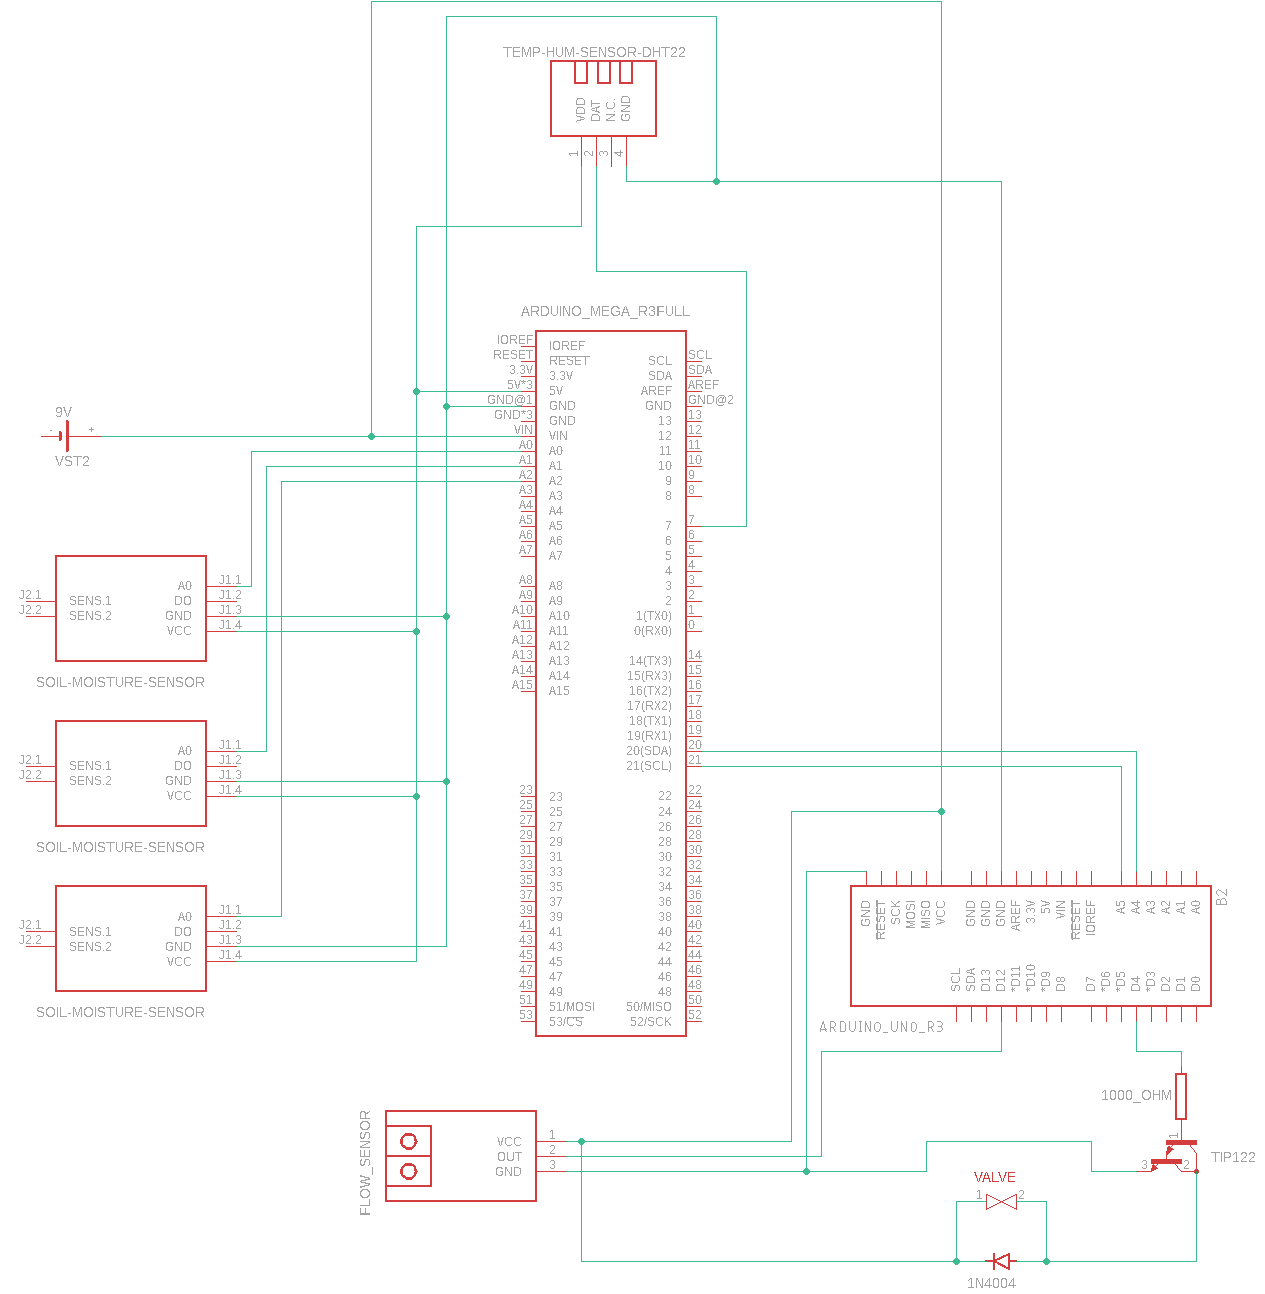 TEMP-HUM-SENSOR-DHT22
VDD
DAT
N.C.
GND
1
2
3
4
ARDUINO_MEGA_R3FULL
IOREF
RESET
3.3V
5V*3
GND@1
GND*3
VIN
A0
A1
A2
A3
A4
A5
A6
A7
A8
A9
A10
A11
A12
A13
A14
A15
23
25
27
29
31
33
35
37
39
41
43
45
47
49
51
53
IOREF
RESET
3.3V
5V
GND
GND
VIN
A0
A1
A2
A3
A4
A5
A6
A7
A8
A9
A10
A11
A12
A13
A14
A15
23
25
27
29
31
33
35
37
39
41
43
45
47
49
51/MOSI
53/CS
SCL
SDA
AREF
GND
13
12
11
10
9
8
7
6
5
4
3
2
1(TX0)
0(RX0)
14(TX3)
15(RX3)
16(TX2)
17(RX2)
18(TX1)
19(RX1)
20(SDA)
21(SCL)
22
24
26
28
30
32
34
36
38
40
42
44
46
48
50/MISO
52/SCK
SCL
SDA
AREF
GND@2
13
12
11
10
9
8
7
6
5
4
3
2
1
0
14
15
16
17
18
19
20
21
22
24
26
28
30
32
34
36
38
40
42
44
46
48
50
52
9V
- +
VST2
J2.1
J2.2
SENS.1
SENS.2
A0
DO
GND
VCC
J1.1
J1.2
J1.3
J1.4
SOIL-MOISTURE-SENSOR
J2.1
J2.2
SENS.1
SENS.2
A0
DO
GND
VCC
J1.1
J1.2
J1.3
J1.4
SOIL-MOISTURE-SENSOR
J2.1
J2.2
SENS.1
SENS.2
A0
DO
GND
VCC
J1.1
J1.2
J1.3
J1.4
SOIL-MOISTURE-SENSOR
B2
GND
RESET
SCK
MOSI
MISO
VCC
GND
GND
GND
AREF
3.3V
5V
VIN
RESET
IOREF
A5
A4
A3
A2
A1
A0
SCL
SDA
D13
D12
*D11
*D10
*D9
D8
D7
*D6
*D5
D4
*D3
D2
D1
D0
ARDUINO_UNO_R3
1000_OHM
1
3
2
TIP122
FLOW_SENSOR
VCC
OUT
GND
1
2
3
VALVE
1
2
1N4004